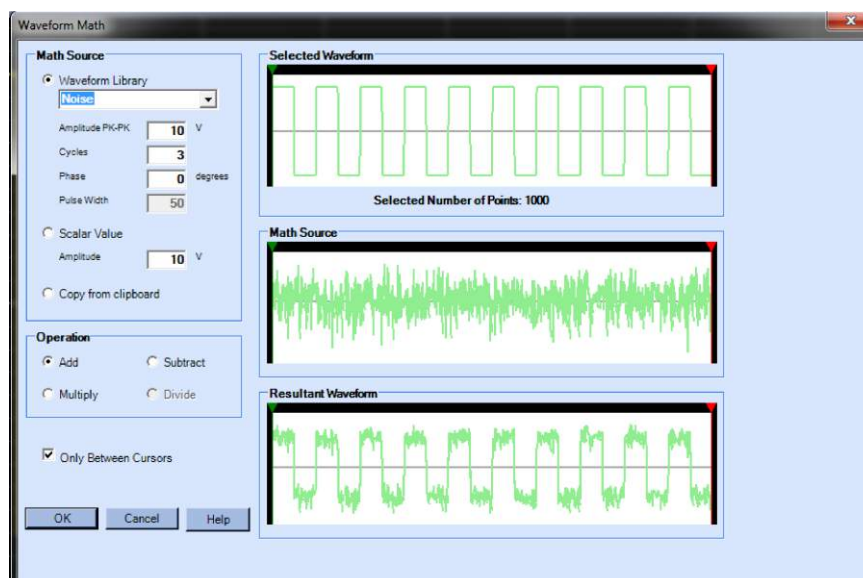 Waveform Math
x
Math Source
Waveform Library
Noise
Amplitude PK-PK 10 V
Cycles 3
Phase 0 degrees
Pulse Width 50
Scalar Value
Amplitude 10 V
Copy from clipboard
Operation
Add Subtract
Multiply Divide
Only Between Cursors
OK Cancel Help
Selected Waveform
Selected Number of Points: 1000
Math Source
Resultant Waveform